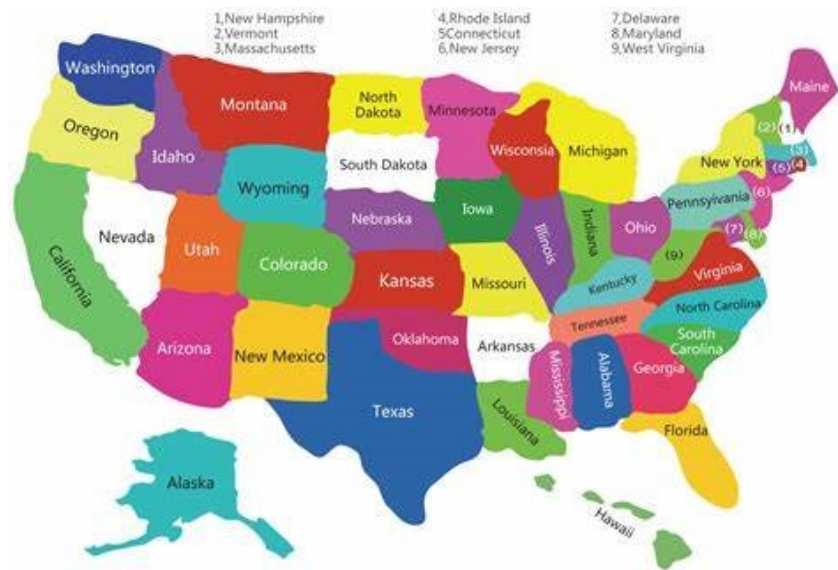 1,New Hampshire
2,Vermont
3,Massachusetts
4,Rhode Island
5Connecticut
6,New Jersey
7,Delaware
8,Maryland
9,West Virginia
Washington
Montana
North
Dakota
Minnesota
Maine
Oregon
Idaho
Wisconsia
Michigan
(2)
(1)
(3)
New York
(5)
(4
South Dakota
Wyoming
Pennsyivania
(6)
Nebraska
Iowa
Illinois
Indiana
Ohio
(7)
(8)
Nevada
Utah
Colorado
(9)
California
Kansas
Missouri
Kentucky
Virginia
North Carolina
Arizona
New Mexico
Oklahoma
Arkansas
Tennessee
South
Carolina
Mississippi
Alabama
Georgia
Texas
Louisiana
Florida
Alaska
Hawaii